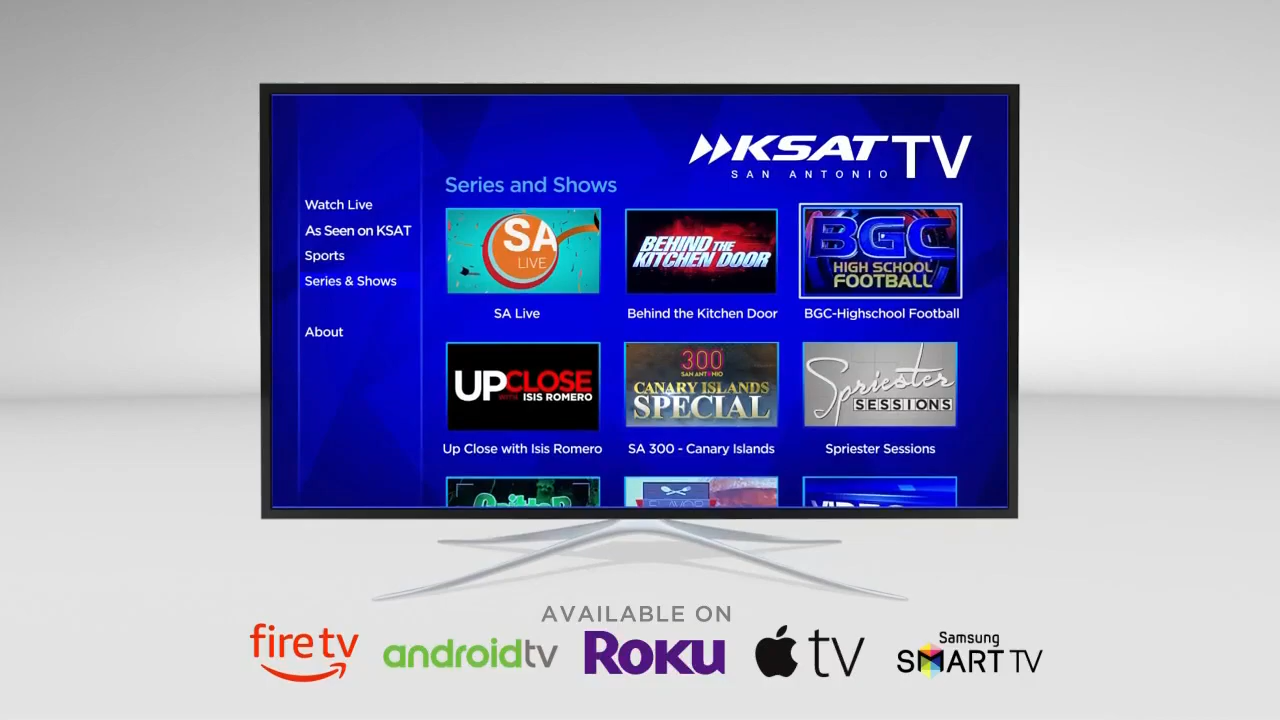 KSAT TV
SAN ANTONIO
Series and Shows
Watch Live
As Seen on KSAT
Sports
Series & Shows
About
SA
LIVE
SA Live
BEHIND THE
KITCHEN DOOR
Behind the Kitchen Door
BGC
HIGH SCHOOL
FOOTBALL
BGC-Highschool Football
UPCLOSE
WITH ISIS ROMERO
Up Close with Isis Romero
300
SAN ANTONIO
CANARY ISLANDS
SPECIAL
SA 300 - Canary Islands
Spriester
SESSIONS
Spriester Sessions
AVAILABLE ON
fire tv
androidtv
ROKU
tv
Samsung
SMART TV